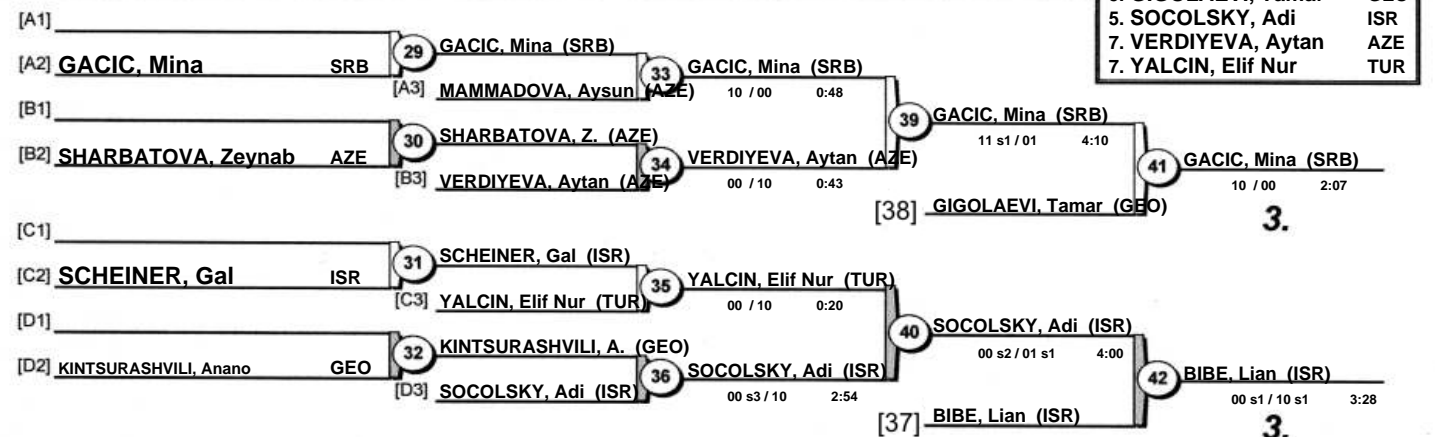 5. GIGOLAEVI, Tamar GEO
5. SOCOLSKY, Adi ISR
7. VERDIYEVA, Aytan AZE
7. YALCIN, Elif Nur TUR
[A1]
[A2] GACIC, Mina SRB
29 GACIC, Mina (SRB)
[A3] MAMMADOVA, Aysun (AZE)
33 GACIC, Mina (SRB)
10 / 00 0:48
[B1]
[B2] SHARBATOVA, Zeynab AZE
30 SHARBATOVA, Z. (AZE)
[B3] VERDIYEVA, Aytan (AZE)
34 VERDIYEVA, Aytan (AZE)
00 / 10 0:43
39 GACIC, Mina (SRB)
11 s1 / 01 4:10
[38] GIGOLAEVI, Tamar (GEO)
41 GACIC, Mina (SRB)
10 / 00 2:07
3.
[C1]
[C2] SCHEINER, Gal ISR
31 SCHEINER, Gal (ISR)
[C3] YALCIN, Elif Nur (TUR)
35 YALCIN, Elif Nur (TUR)
00 / 10 0:20
[D1]
[D2] KINTSURASHVILI, Anano GEO
32 KINTSURASHVILI, A. (GEO)
[D3] SOCOLSKY, Adi (ISR)
36 SOCOLSKY, Adi (ISR)
00 s3 / 10 2:54
40 SOCOLSKY, Adi (ISR)
00 s2 / 01 s1 4:00
[37] BIBE, Lian (ISR)
42 BIBE, Lian (ISR)
00 s1 / 10 s1 3:28
3.